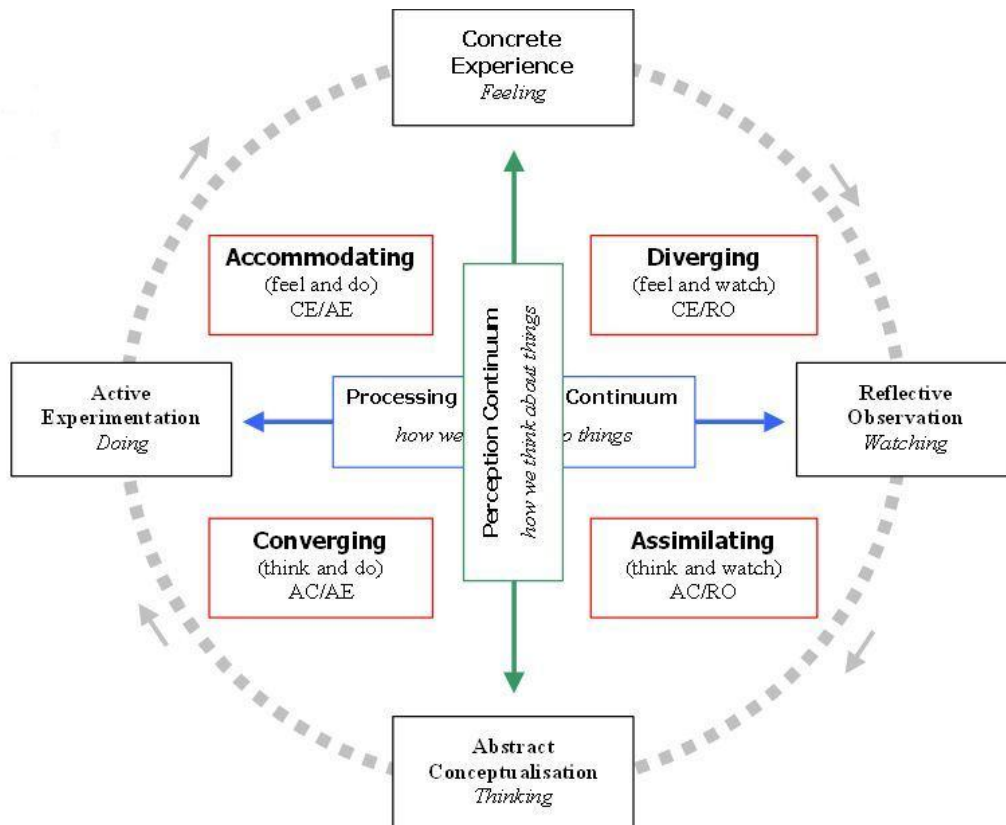 Concrete
Experience
Feeling
Accommodating
(feel and do)
CE/AE
Diverging
(feel and watch)
CE/RO
Active
Experimentation
Doing
Processing
Continuum
how we
things
Perception Continuum
how we think about things
Reflective
Observation
Watching
Converging
(think and do)
AC/AE
Assimilating
(think and watch)
AC/RO
Abstract
Conceptualisation
Thinking